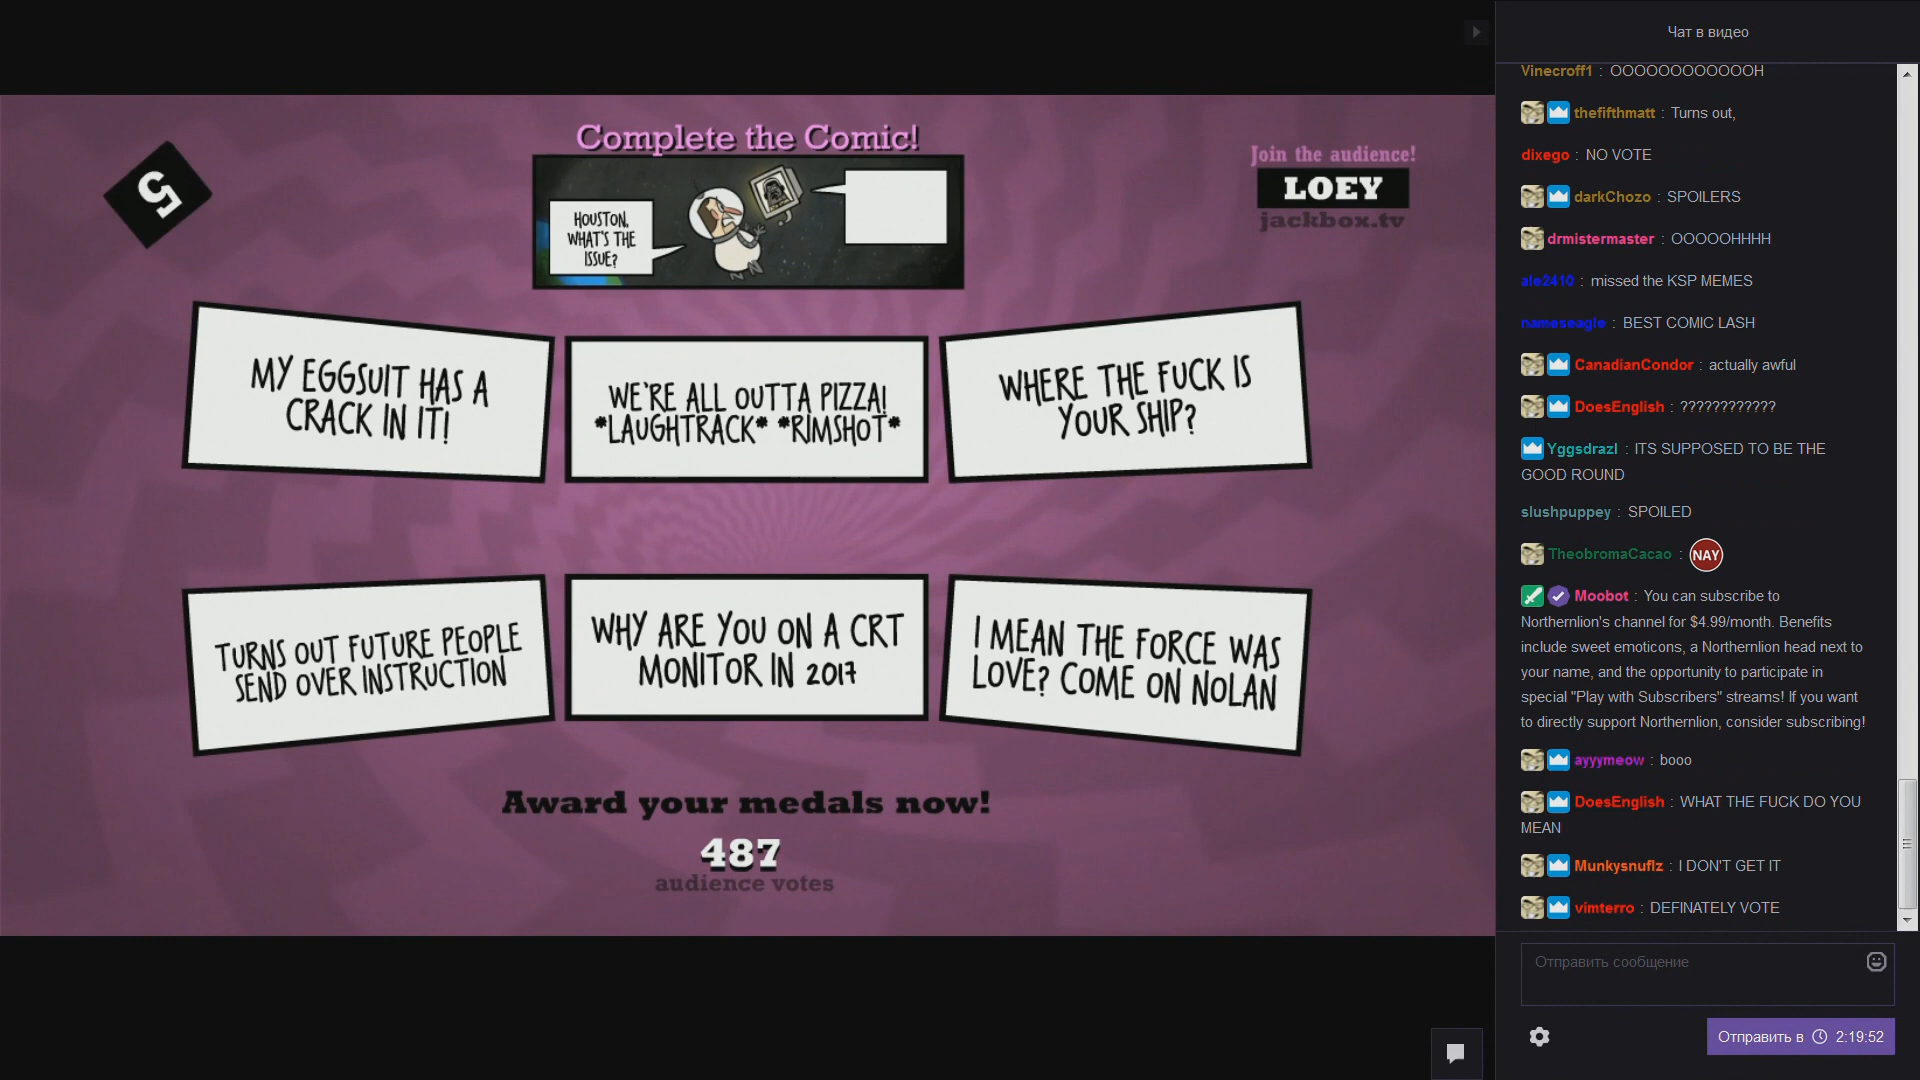 Complete the Comic!
5
HOUSTON,
WHAT'S THE
ISSUE?
Join the audience!
LOEY
jackbox.tv
MY EGGSUIT HAS A
CRACK IN IT!
WE'RE ALL OUTTA PIZZA!
*LAUGHTRACK* *RIMSHOT*
WHERE THE FUCK IS
YOUR SHIP?
TURNS OUT FUTURE PEOPLE
SEND OVER INSTRUCTION
WHY ARE YOU ON A CRT
MONITOR IN 2017
I MEAN THE FORCE WAS
LOVE? COME ON NOLAN
Award your medals now!
487
audience votes
Чат в видео
Vinecroff1 : OOOOOOOOOOOOH
thefifthmatt : Turns out,
dixego : NO VOTE
darkChozo : SPOILERS
drmistermaster : OOOOOHHHH
ale2410 : missed the KSP MEMES
nameseagle : BEST COMIC LASH
CanadianCondor : actually awful
DoesEnglish : ????????????
Yggsdrazl : ITS SUPPOSED TO BE THE
GOOD ROUND
slushpuppey : SPOILED
TheobromaCacao : NAY
Moobot : You can subscribe to
Northernlion's channel for $4.99/month. Benefits
include sweet emoticons, a Northernlion head next to
your name, and the opportunity to participate in
special "Play with Subscribers" streams! If you want
to directly support Northernlion, consider subscribing!
ayyymeow : booo
DoesEnglish : WHAT THE FUCK DO YOU
MEAN
Munkysnuflz : I DON'T GET IT
vimterro : DEFINATELY VOTE
Отправить сообщение
Отправить в 2:19:52